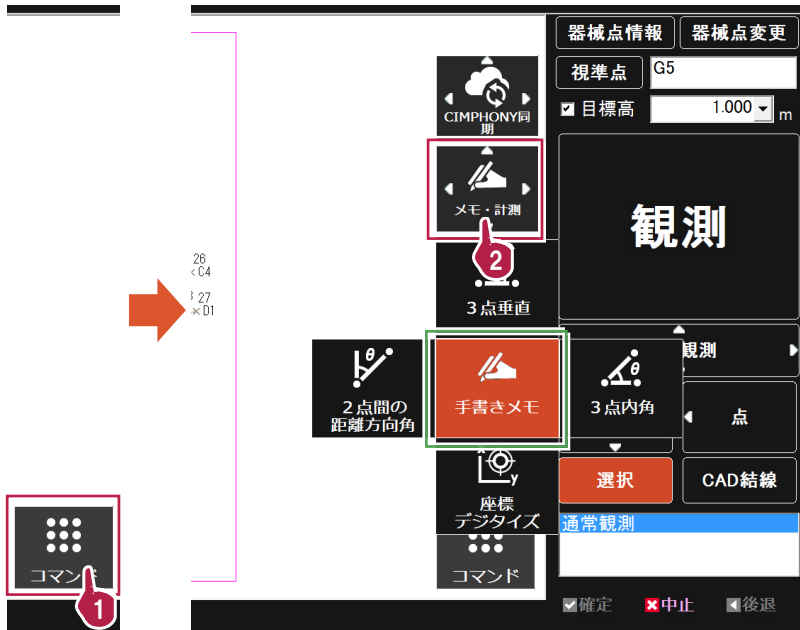 器械点情報
器械点変更
視準点
G5
目標高
1.000
m
CIMPHONY同
期
メモ・計測
2
観測
26
C4
27
D1
3点垂直
観測
2点間の
距離方向角
θ
手書きメモ
3点内角
θ
点
座標
デジタイズ
y
選択
CAD結線
通常観測
コマンド
1
コマンド
確定
中止
後退